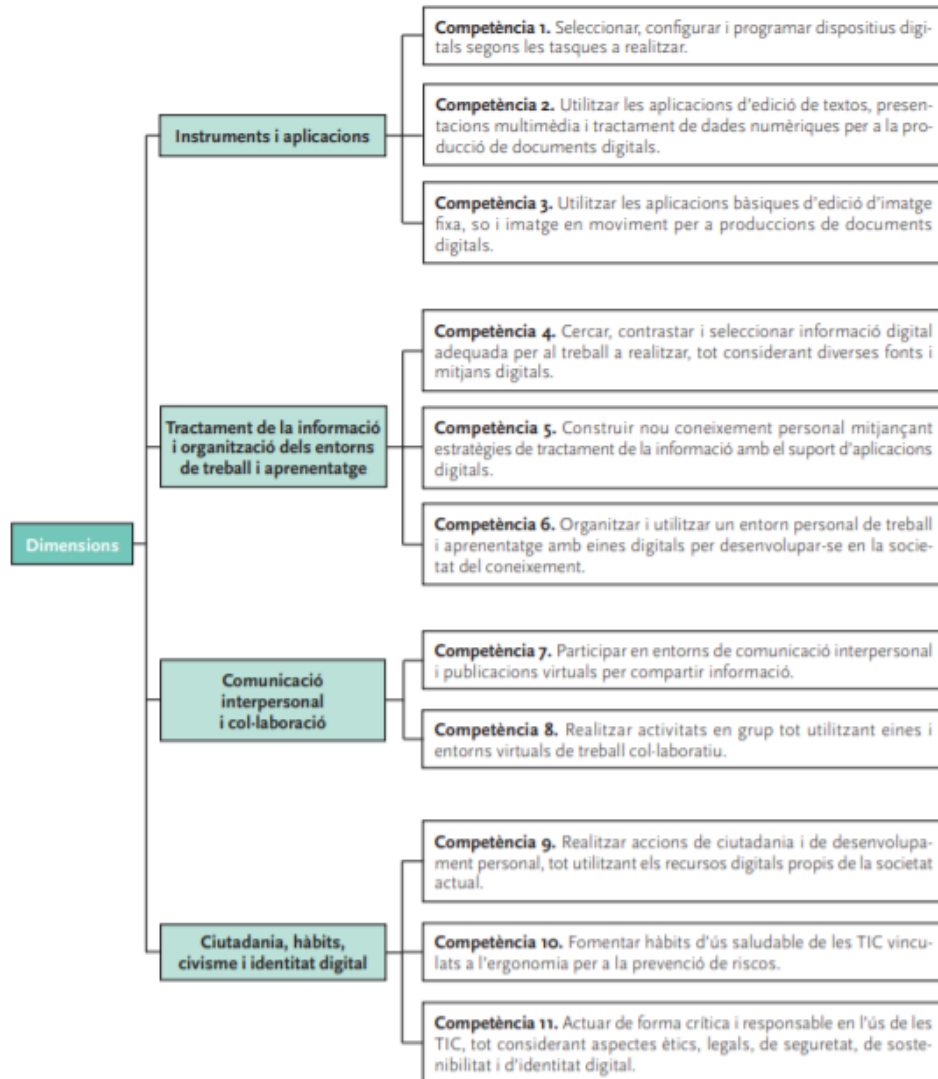 Competència 1. Seleccionar, configurar i programar dispositius digi-
tals segons les tasques a realitzar.
Competència 2. Utilitzar les aplicacions d'edició de textos, presen-
tacions multimèdia i tractament de dades numèriques per a la pro-
ducció de documents digitals.
Instruments i aplicacions
Competència 3. Utilitzar les aplicacions bàsiques d'edició d'imatge
fixa, so i imatge en moviment per a produccions de documents
digitals.
Competència 4. Cercar, contrastar i seleccionar informació digital
adequada per al treball a realitzar, tot considerant diverses fonts i
mitjans digitals.
Tractament de la informació
i organització dels entorns
de treball i aprenentatge
Competència 5. Construir nou coneixement personal mitjançant
estratègies de tractament de la informació amb el suport d'aplicacions
digitals.
Competència 6. Organitzar i utilitzar un entorn personal de treball
i aprenentatge amb eines digitals per desenvolupar-se en la socie-
tat del coneixement.
Dimensions
Competència 7. Participar en entorns de comunicació interpersonal
i publicacions virtuals per compartir informació.
Comunicació
interpersonal
i col·laboració
Competència 8. Realitzar activitats en grup tot utilitzant eines i
entorns virtuals de treball col·laboratiu.
Competència 9. Realitzar accions de ciutadania i de desenvolupa-
ment personal, tot utilitzant els recursos digitals propis de la societat
actual.
Ciutadania, hàbits,
civisme i identitat digital
Competència 10. Fomentar hàbits d'ús saludable de les TIC vincu-
lats a l'ergonomia per a la prevenció de riscos.
Competència 11. Actuar de forma crítica i responsable en l'ús de les
TIC, tot considerant aspectes ètics, legals, de seguretat, de soste-
nibilitat i d'identitat digital.